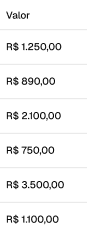 Valor
R$ 1.250,00
R$ 890,00
R$ 2.100,00
R$ 750,00
R$ 3.500,00
R$ 1.100,00